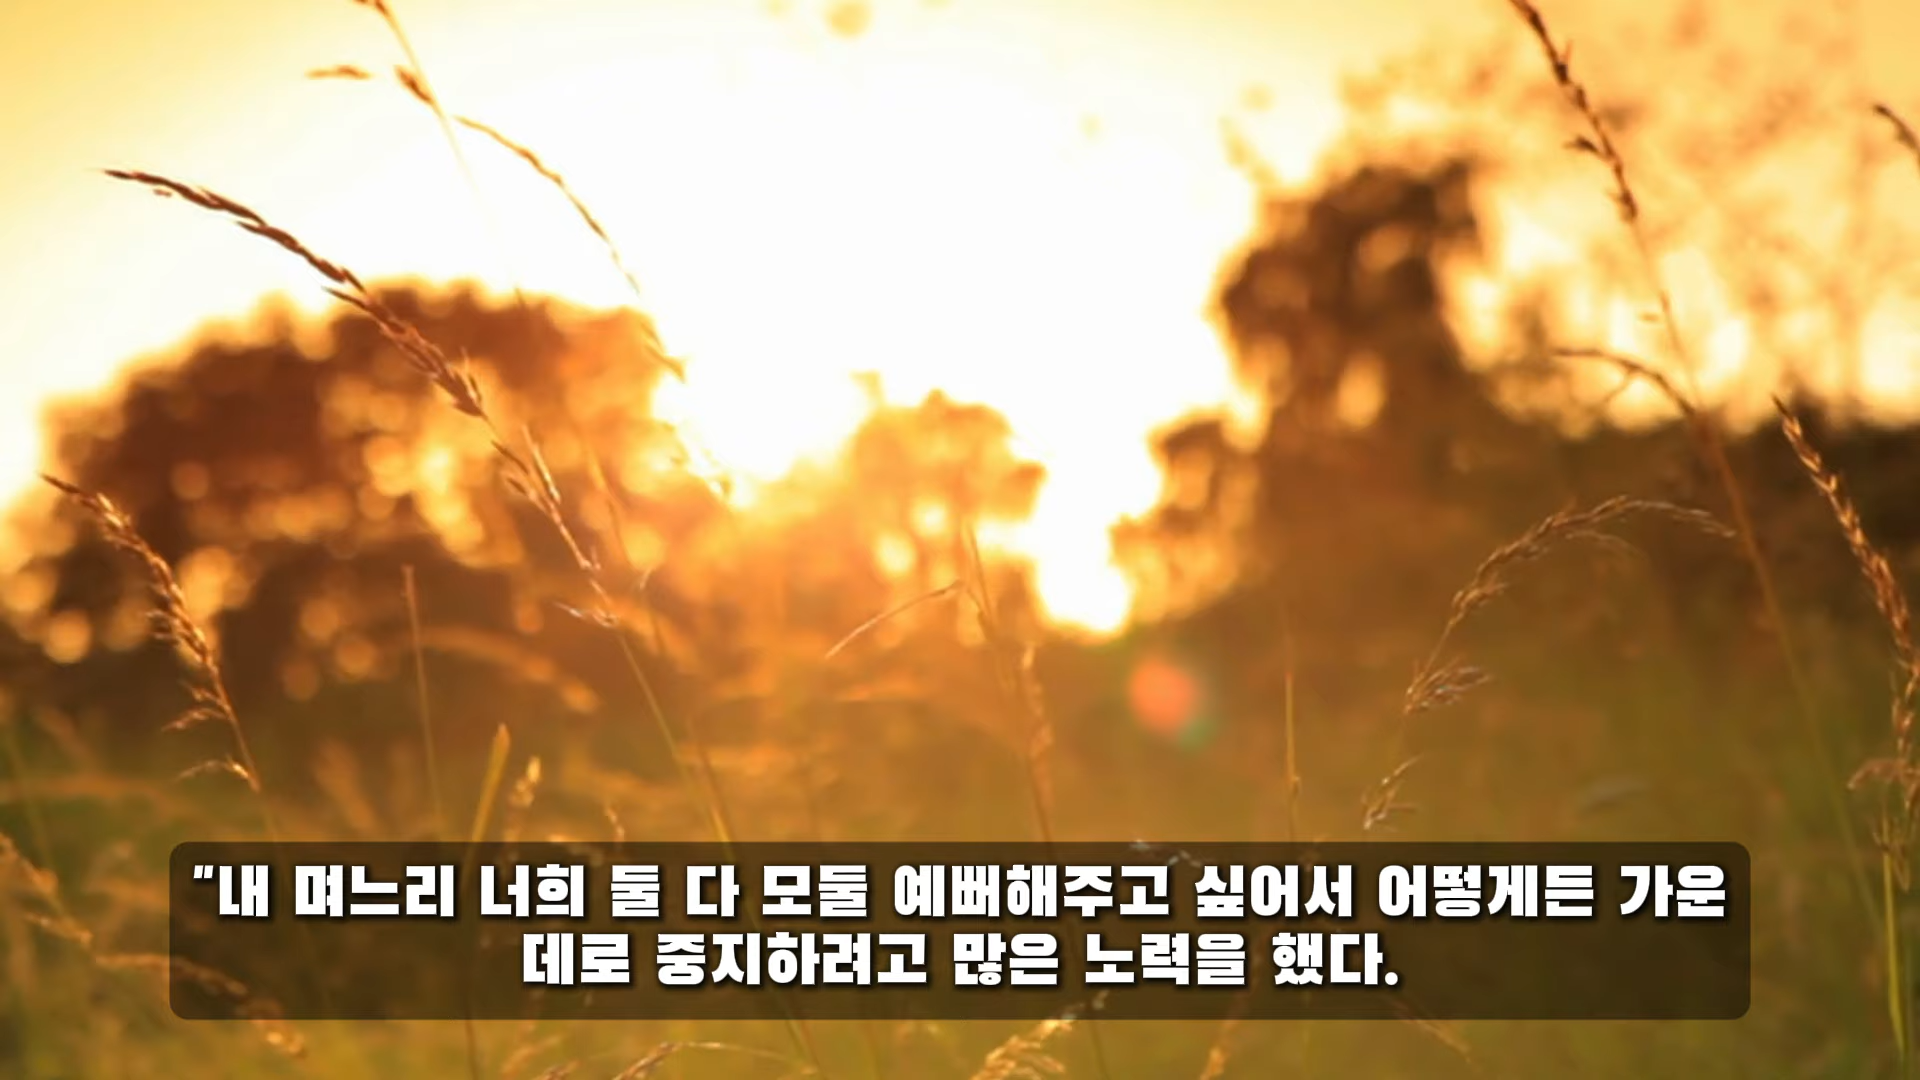 "내 며느리 너희 둘 다 모둘 예뻐해주고 싶어서 어떻게든 가운
데로 중지하려고 많은 노력을 했다.